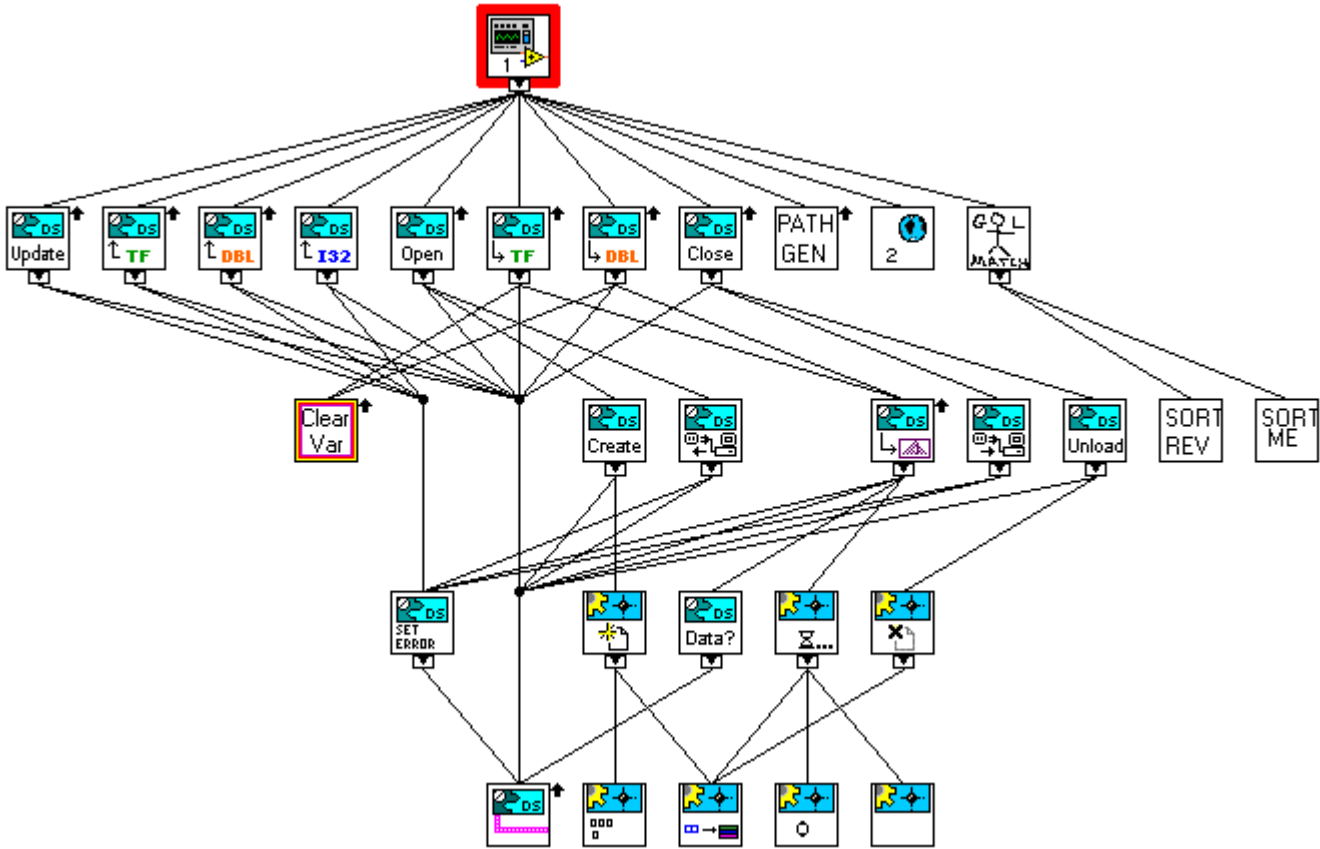 1
DS DS DS DS DS DS DS DS PATH G O L
Update TF DBL I32 Open TF DBL Close GEN 2 MATCH
Clear DS DS DS DS DS SORT SORT
Var Create Unload REV ME
DS DS
SET Data? ...
ERROR
DS